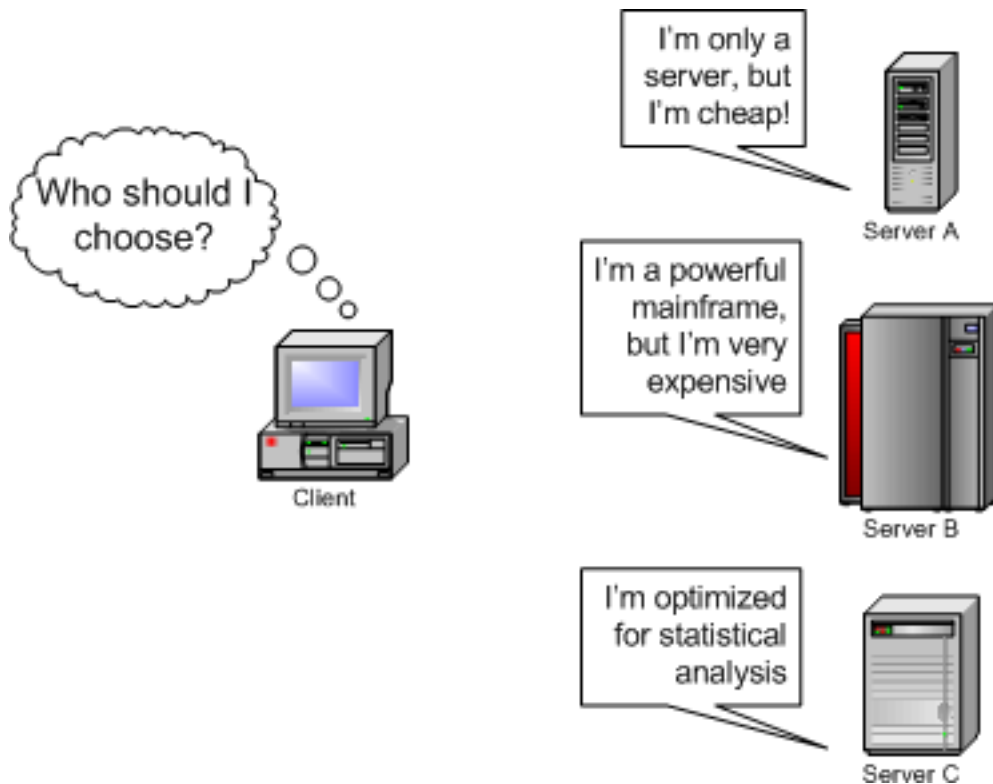 Who should I
choose?
Client
I'm only a
server, but
I'm cheap!
Server A
I'm a powerful
mainframe,
but I'm very
expensive
Server B
I'm optimized
for statistical
analysis
Server C